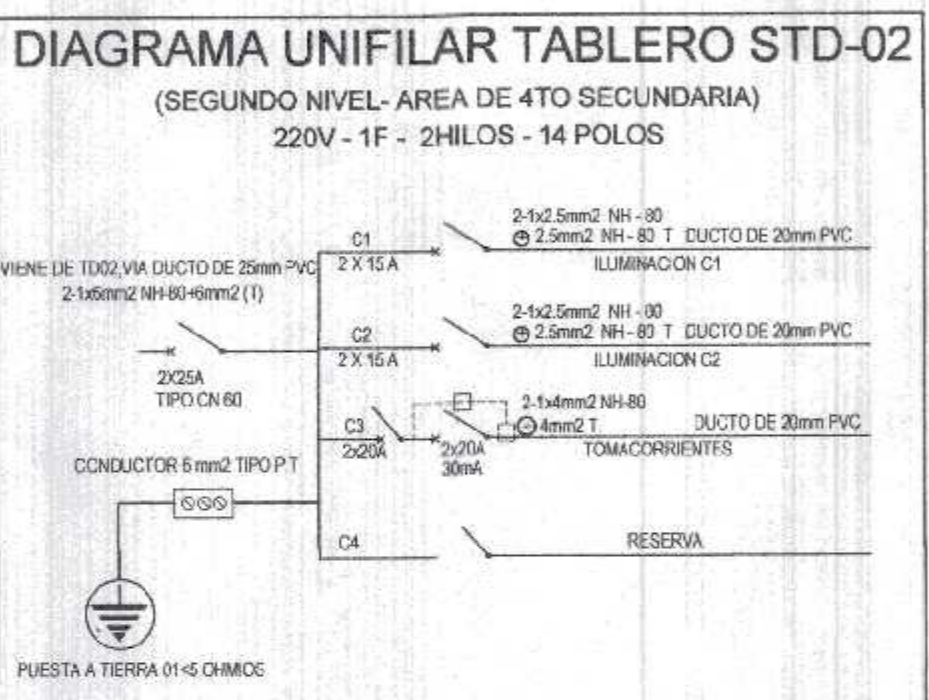 DIAGRAMA UNIFILAR TABLERO STD-02
(SEGUNDO NIVEL- AREA DE 4TO SECUNDARIA)
220V - 1F - 2HILOS - 14 POLOS
VIENE DE TD02,VIA DUCTO DE 25mm PVC
2-1x6mm2 NH-80+6mm2 (T)
2X25A
TIPO CN 60
C1
2 X 15 A
2-1x2.5mm2 NH - 80
2.5mm2 NH - 80 T DUCTO DE 20mm PVC
ILUMINACION C1
C2
2 X 15 A
2-1x2.5mm2 NH - 80
2.5mm2 NH - 80 T DUCTO DE 20mm PVC
ILUMINACION C2
C3
2x20A
2x20A
30mA
2-1x4mm2 NH-80
4mm2 T DUCTO DE 20mm PVC
TOMACORRIENTES
CONDUCTOR 6 mm2 TIPO P T
C4
RESERVA
PUESTA A TIERRA 01<5 OHMIOS